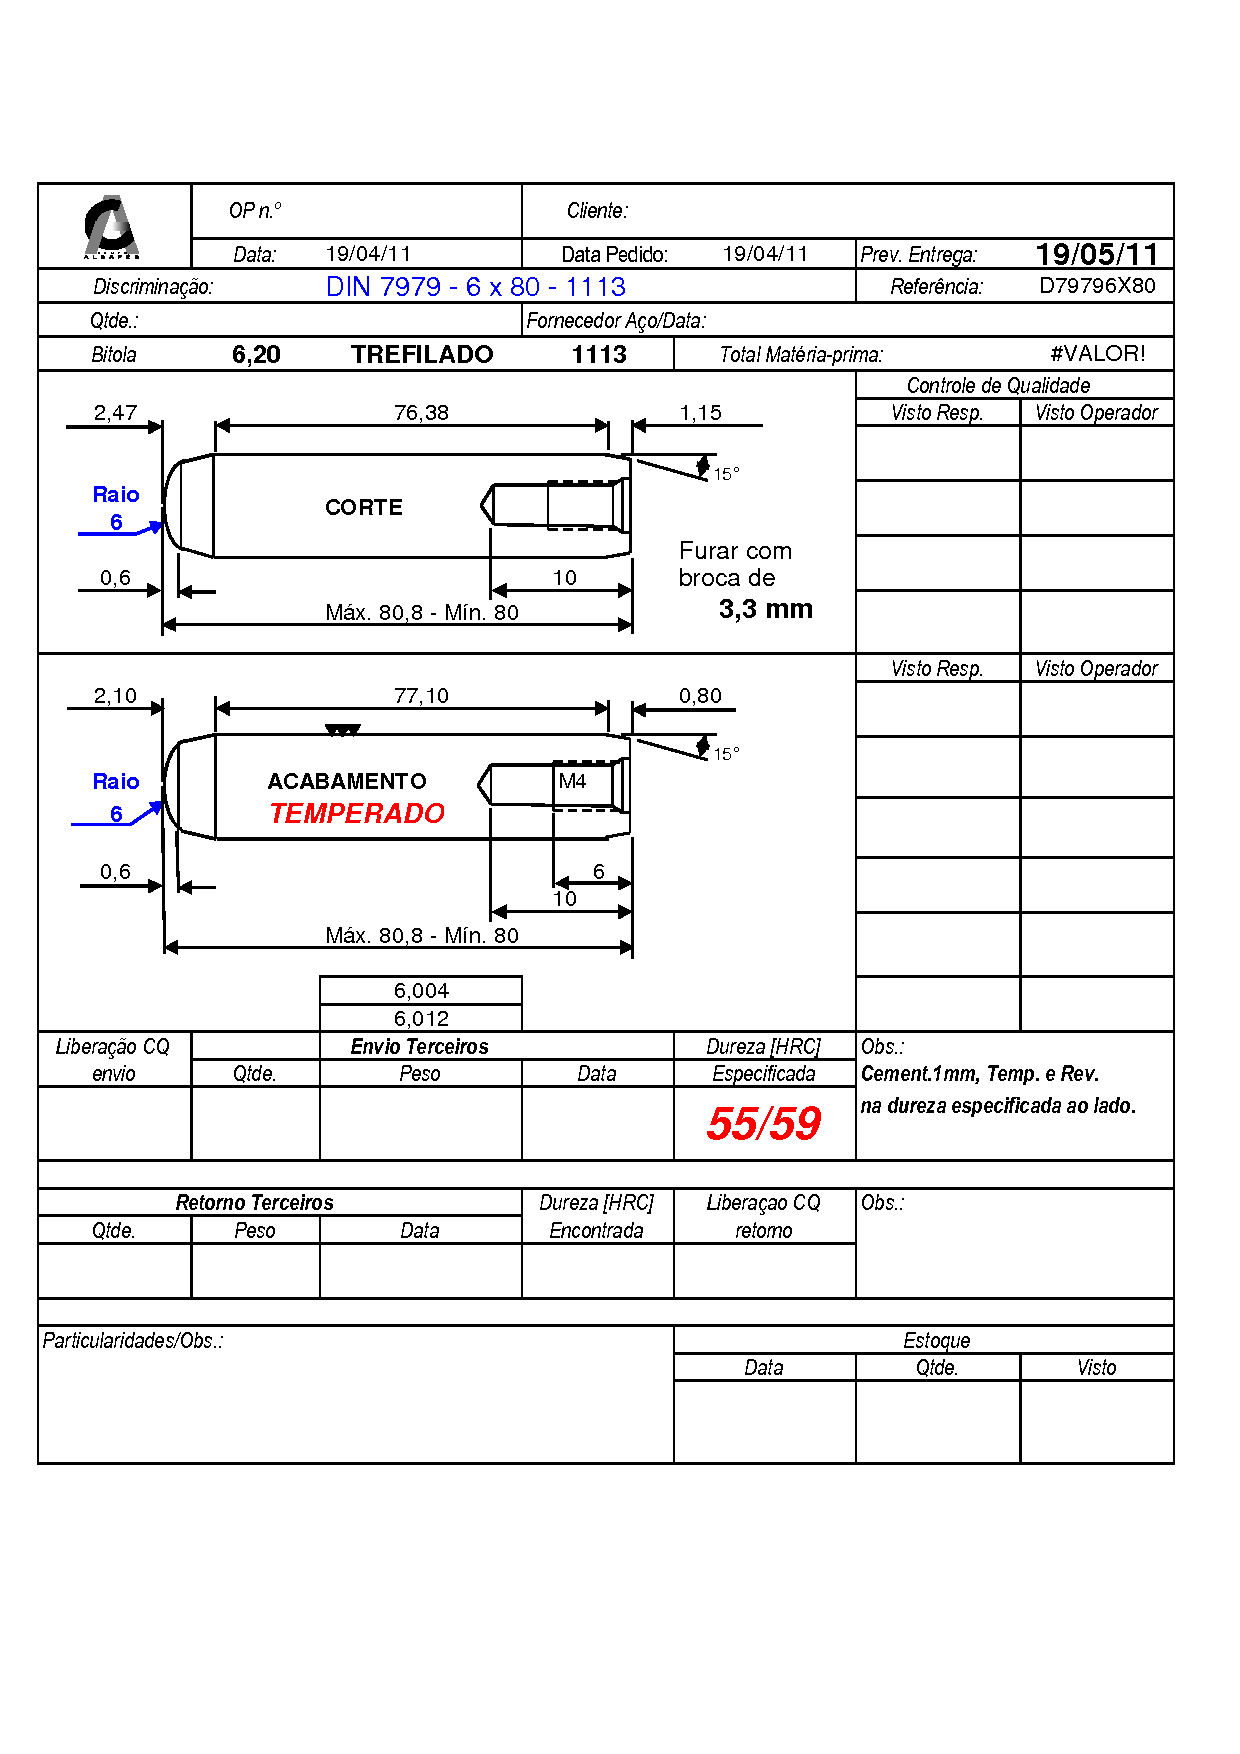 ALBAPES
OP n.º Cliente:
Data: 19/04/11 Data Pedido: 19/04/11 Prev. Entrega: 19/05/11
Discriminação: DIN 7979 - 6 x 80 - 1113 Referência: D79796X80
Qtde.: Fornecedor Aço/Data:
Bitola 6,20 TREFILADO 1113 Total Matéria-prima: #VALOR!
Controle de Qualidade
2,47 76,38 1,15 Visto Resp. Visto Operador
15°
Raio
6
CORTE
Furar com
broca de
3,3 mm
0,6 10
Máx. 80,8 - Mín. 80
Visto Resp. Visto Operador
2,10 77,10 0,80
15°
Raio
6
ACABAMENTO M4
TEMPERADO
0,6 6
10
Máx. 80,8 - Mín. 80
6,004
6,012
Liberação CQ Envio Terceiros Dureza [HRC] Obs.:
envio Qtde. Peso Data Especificada Cement.1mm, Temp. e Rev.
55/59 na dureza especificada ao lado.
Retorno Terceiros Dureza [HRC] Liberaçao CQ Obs.:
Qtde. Peso Data Encontrada retorno
Particularidades/Obs.: Estoque
Data Qtde. Visto